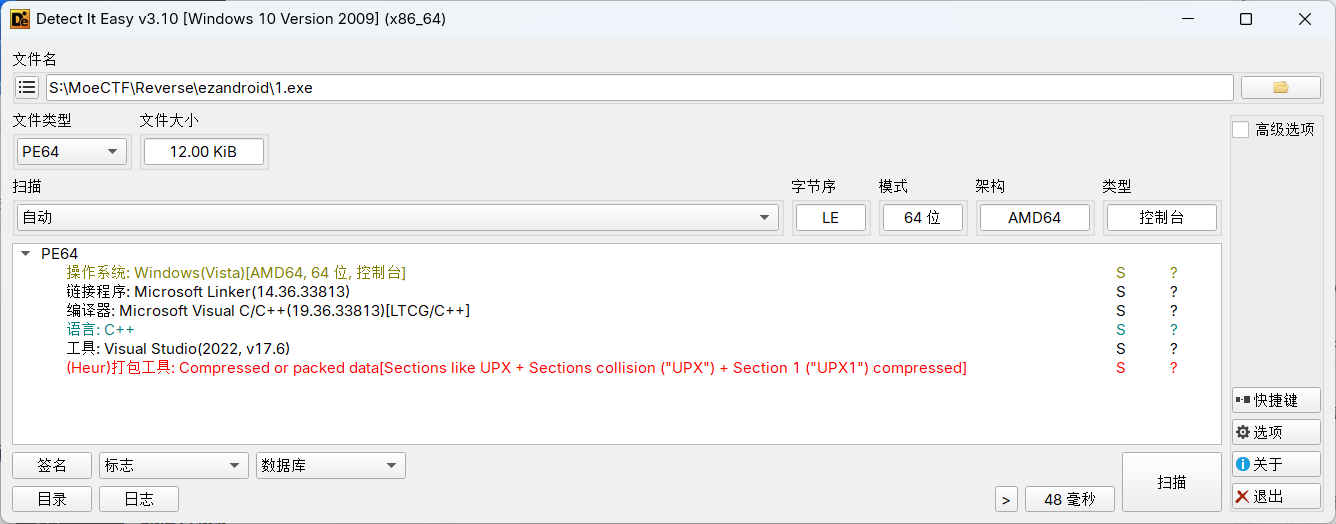 Detect It Easy v3.10 [Windows 10 Version 2009] (x86_64)
文件名
S:\MoeCTF\Reverse\ezandroid\1.exe
文件类型 文件大小
PE64 12.00 KiB
高级选项
扫描 字节序 模式 架构 类型
自动 LE 64 位 AMD64 控制台
PE64
操作系统: Windows(Vista)[AMD64, 64 位, 控制台] S ?
链接程序: Microsoft Linker(14.36.33813) S ?
编译器: Microsoft Visual C/C++(19.36.33813)[LTCG/C++] S ?
语言: C++ S ?
工具: Visual Studio(2022, v17.6) S ?
(Heur)打包工具: Compressed or packed data[Sections like UPX + Sections collision ("UPX") + Section 1 ("UPX1") compressed] S ?
快捷键
选项
关于
退出
签名 标志 数据库 扫描
目录 日志 > 48 毫秒